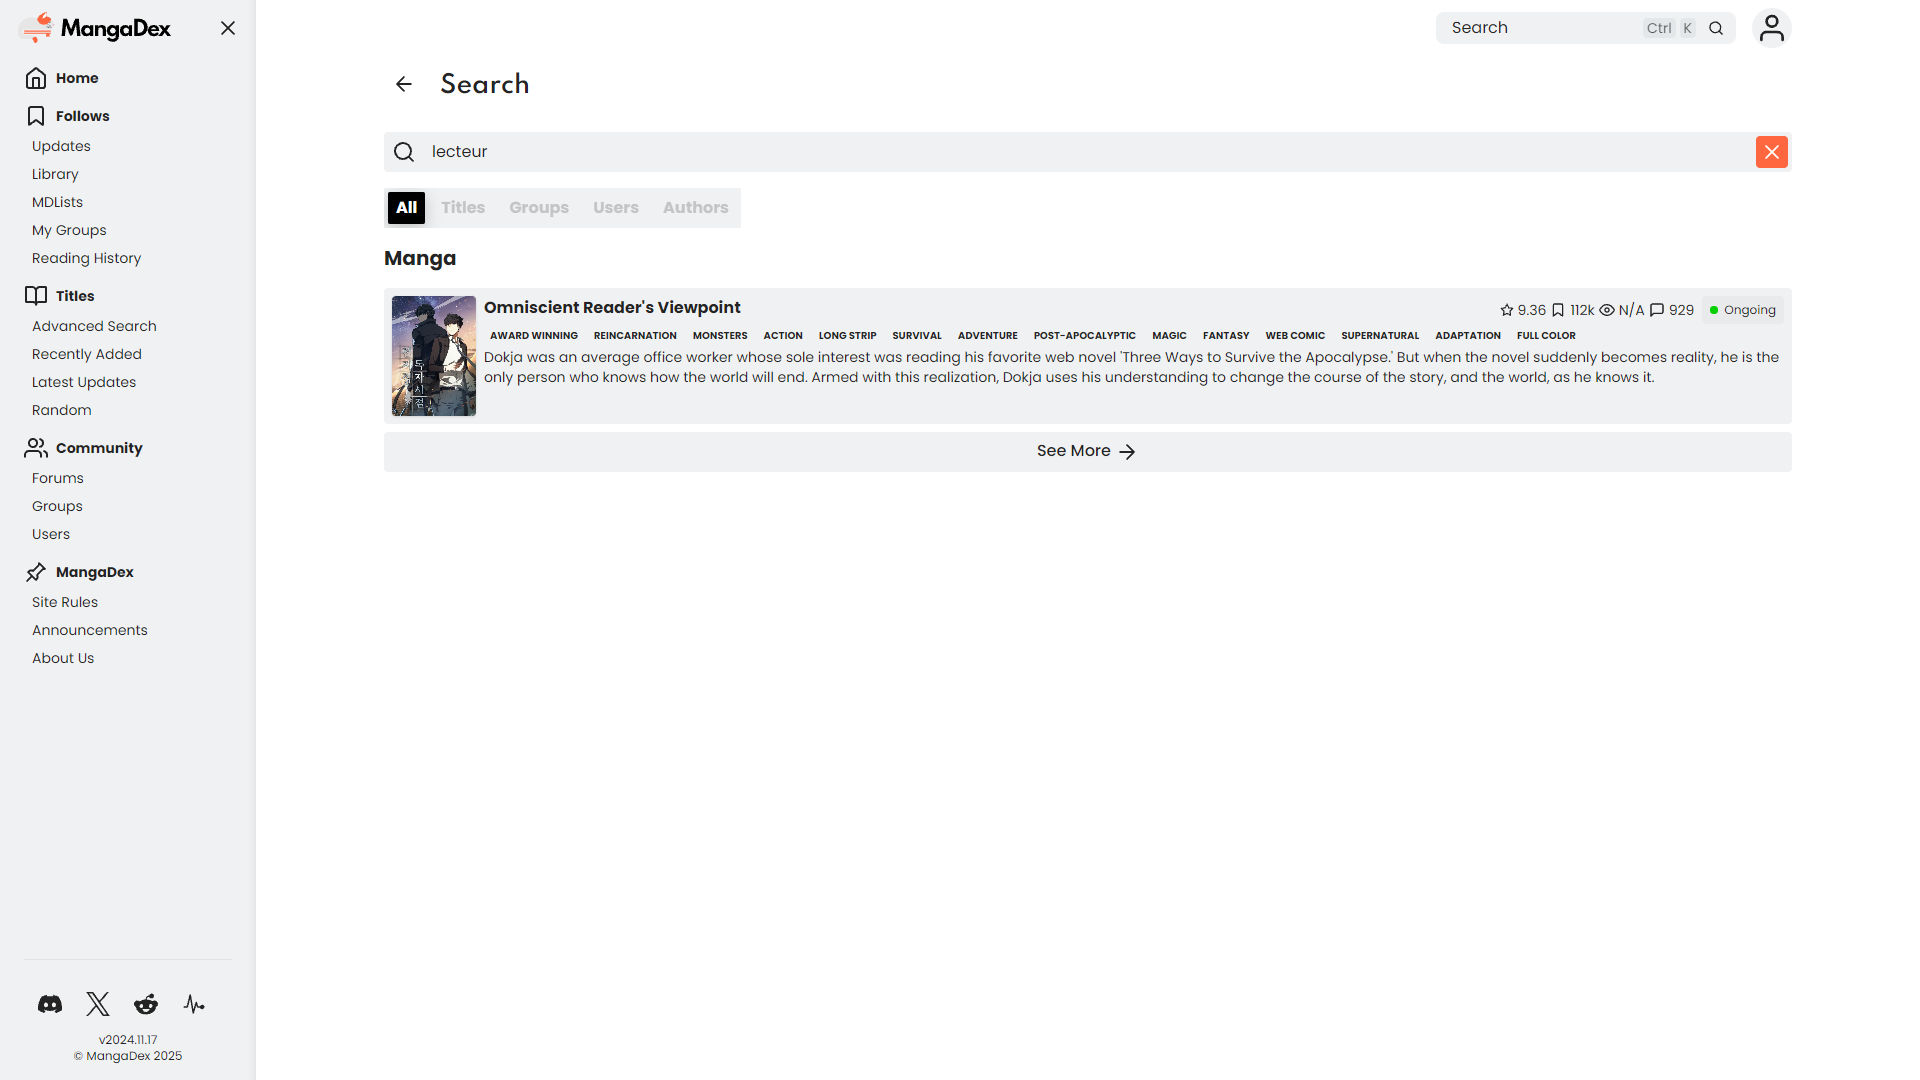 MangaDex
Home
Follows
Updates
Library
MDLists
My Groups
Reading History
Titles
Advanced Search
Recently Added
Latest Updates
Random
Community
Forums
Groups
Users
MangaDex
Site Rules
Announcements
About Us
v2024.11.17
© MangaDex 2025
Search Ctrl K
Search
lecteur
All Titles Groups Users Authors
Manga
Omniscient Reader's Viewpoint 9.36 112k N/A 929 Ongoing
AWARD WINNING REINCARNATION MONSTERS ACTION LONG STRIP SURVIVAL ADVENTURE POST-APOCALYPTIC MAGIC FANTASY WEB COMIC SUPERNATURAL ADAPTATION FULL COLOR
Dokja was an average office worker whose sole interest was reading his favorite web novel 'Three Ways to Survive the Apocalypse.' But when the novel suddenly becomes reality, he is the
only person who knows how the world will end. Armed with this realization, Dokja uses his understanding to change the course of the story, and the world, as he knows it.
See More